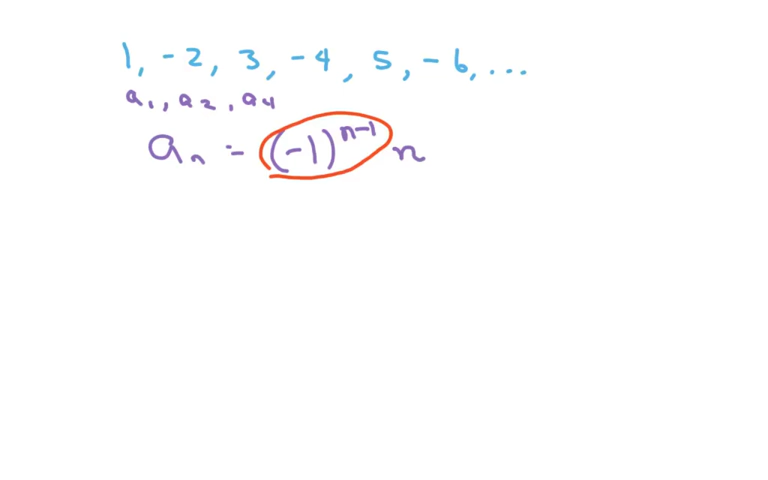 1, -2, 3, -4, 5, -6, ...
a₁, a₂, a₄
aₙ = (-1)ⁿ⁻¹ n